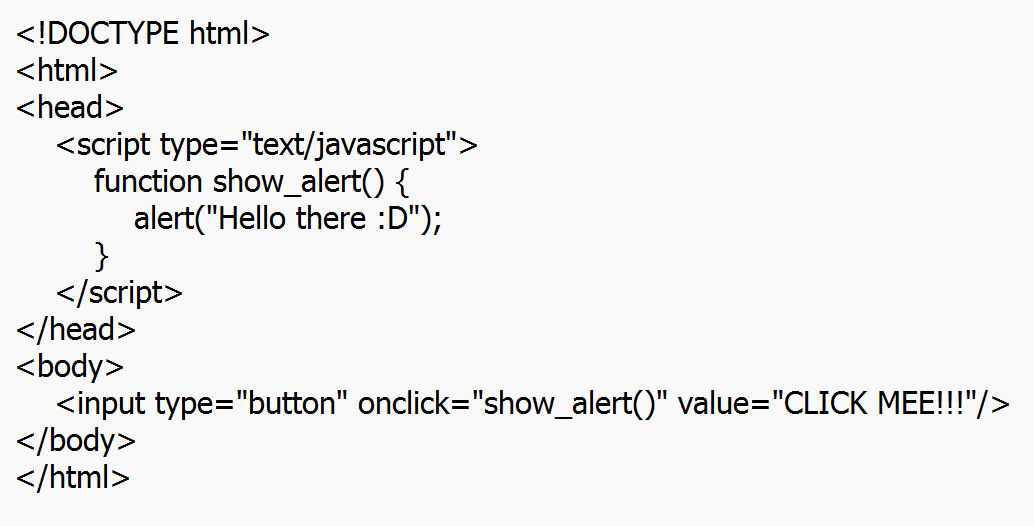 <!DOCTYPE html>
<html>
<head>
<script type="text/javascript">
function show_alert() {
alert("Hello there :D");
}
</script>
</head>
<body>
<input type="button" onclick="show_alert()" value="CLICK MEE!!!"/>
</body>
</html>